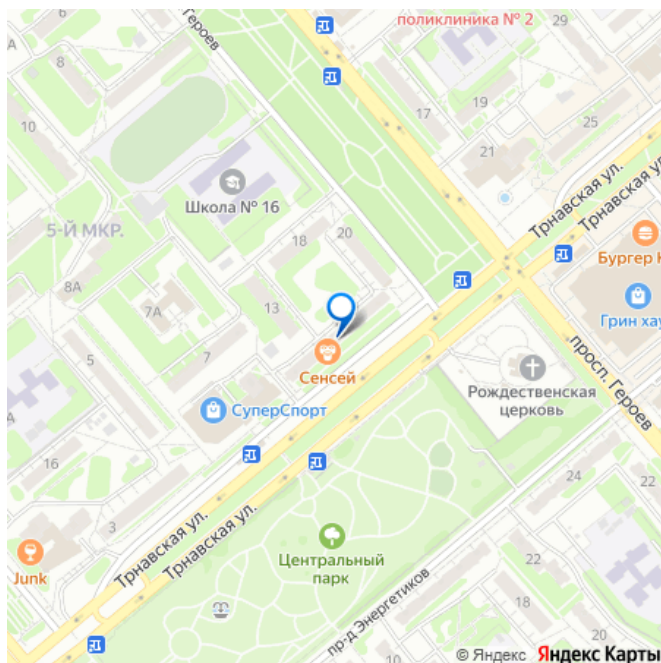 поликлиника № 2
6
8
Героев
10
17
19
25
21
Трнавская ул.
Трнавская ул.
Школа № 16
5-Й МКР.
18
20
Бургер К
8А
7А
13
Грин хау
5
7
просп. Героев
Сенсей
Рождественская
церковь
СуперСпорт
16
24
22
3
Трнавская ул.
Трнавская ул.
Junk
Центральный
парк
22
пр-д Энергетиков
18
20
22
© Яндекс Яндекс Карты